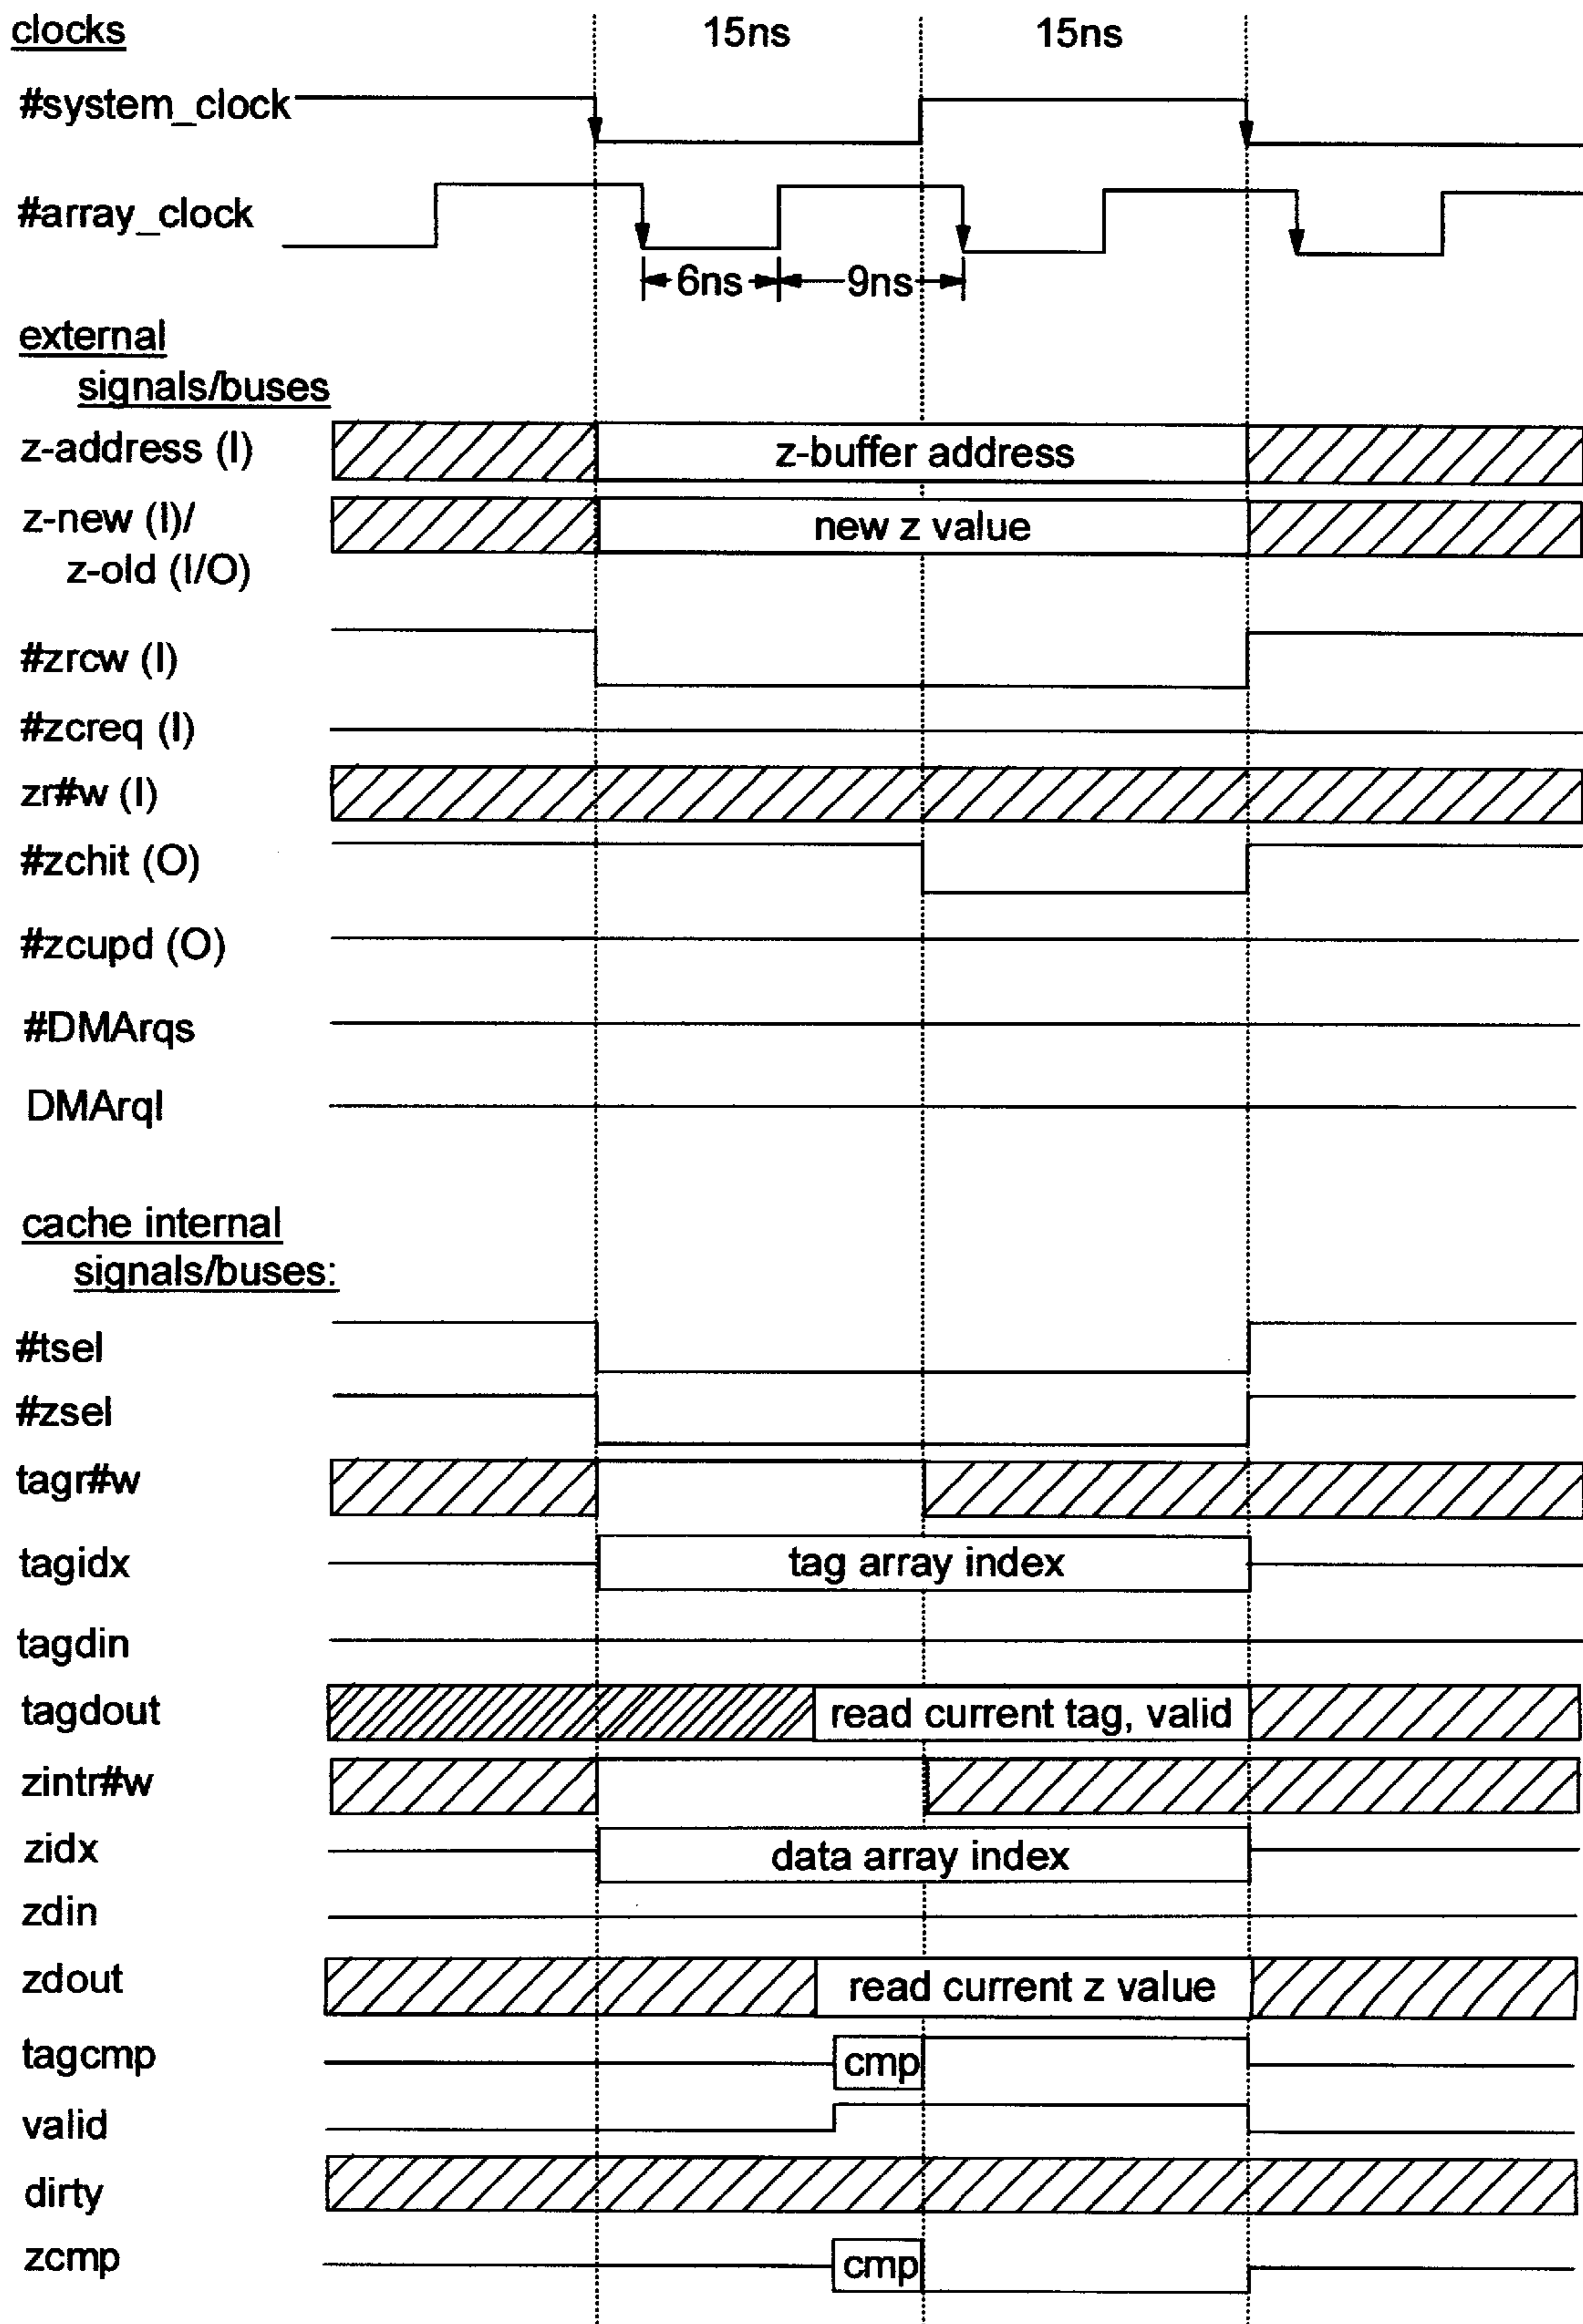 clocks 15ns 15ns
#system_clock
#array_clock
6ns 9ns
external
signals/buses
z-address (I) z-buffer address
z-new (I)/ new z value
z-old (I/O)
#zrcw (I)
#zcreq (I)
zr#w (I)
#zchit (O)
#zcupd (O)
#DMArqs
DMArql
cache internal
signals/buses:
#tsel
#zsel
tagr#w
tagidx tag array index
tagdin
tagdout read current tag, valid
zintr#w
zidx data array index
zdin
zdout read current z value
tagcmp cmp
valid
dirty
zcmp cmp